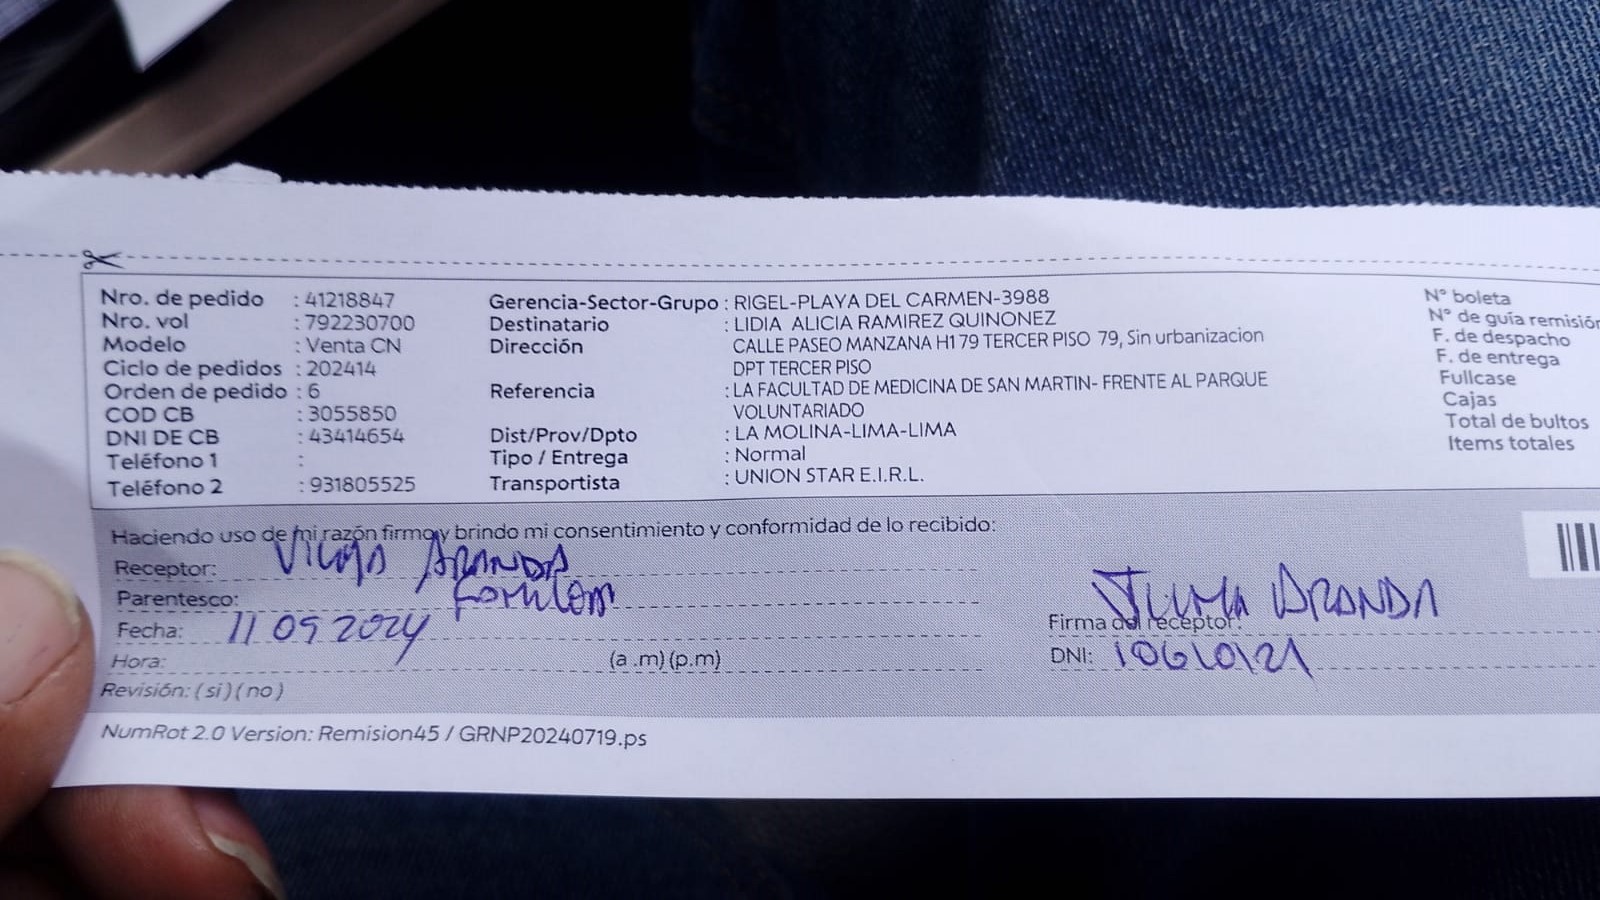 Nro. de pedido : 41218847
Nro. vol : 792230700
Modelo : Venta CN
Ciclo de pedidos : 202414
Orden de pedido : 6
COD CB : 3055850
DNI DE CB : 43414654
Teléfono 1 :
Teléfono 2 : 931805525
Gerencia-Sector-Grupo : RIGEL-PLAYA DEL CARMEN-3988
Destinatario : LIDIA ALICIA RAMIREZ QUINONEZ
Dirección CALLE PASEO MANZANA H1 79 TERCER PISO 79, Sin urbanizacion
DPT TERCER PISO
Referencia : LA FACULTAD DE MEDICINA DE SAN MARTIN- FRENTE AL PARQUE
VOLUNTARIADO
Dist/Prov/Dpto : LA MOLINA-LIMA-LIMA
Tipo / Entrega : Normal
Transportista : UNION STAR E.I.R.L.
N° boleta
N° de guía remisión
F. de despacho
F. de entrega
Fullcase
Cajas
Total de bultos
Items totales
Haciendo uso de mi razón firmo y brindo mi consentimiento y conformidad de lo recibido:
Receptor: ARANDA
Parentesco:
Fecha: 11 09 2024
Hora: (a .m) (p.m)
Revisión: ( si ) ( no )
ARANDA
Firma del receptor:
DNI:
NumRot 2.0 Version: Remision45 / GRNP20240719.ps